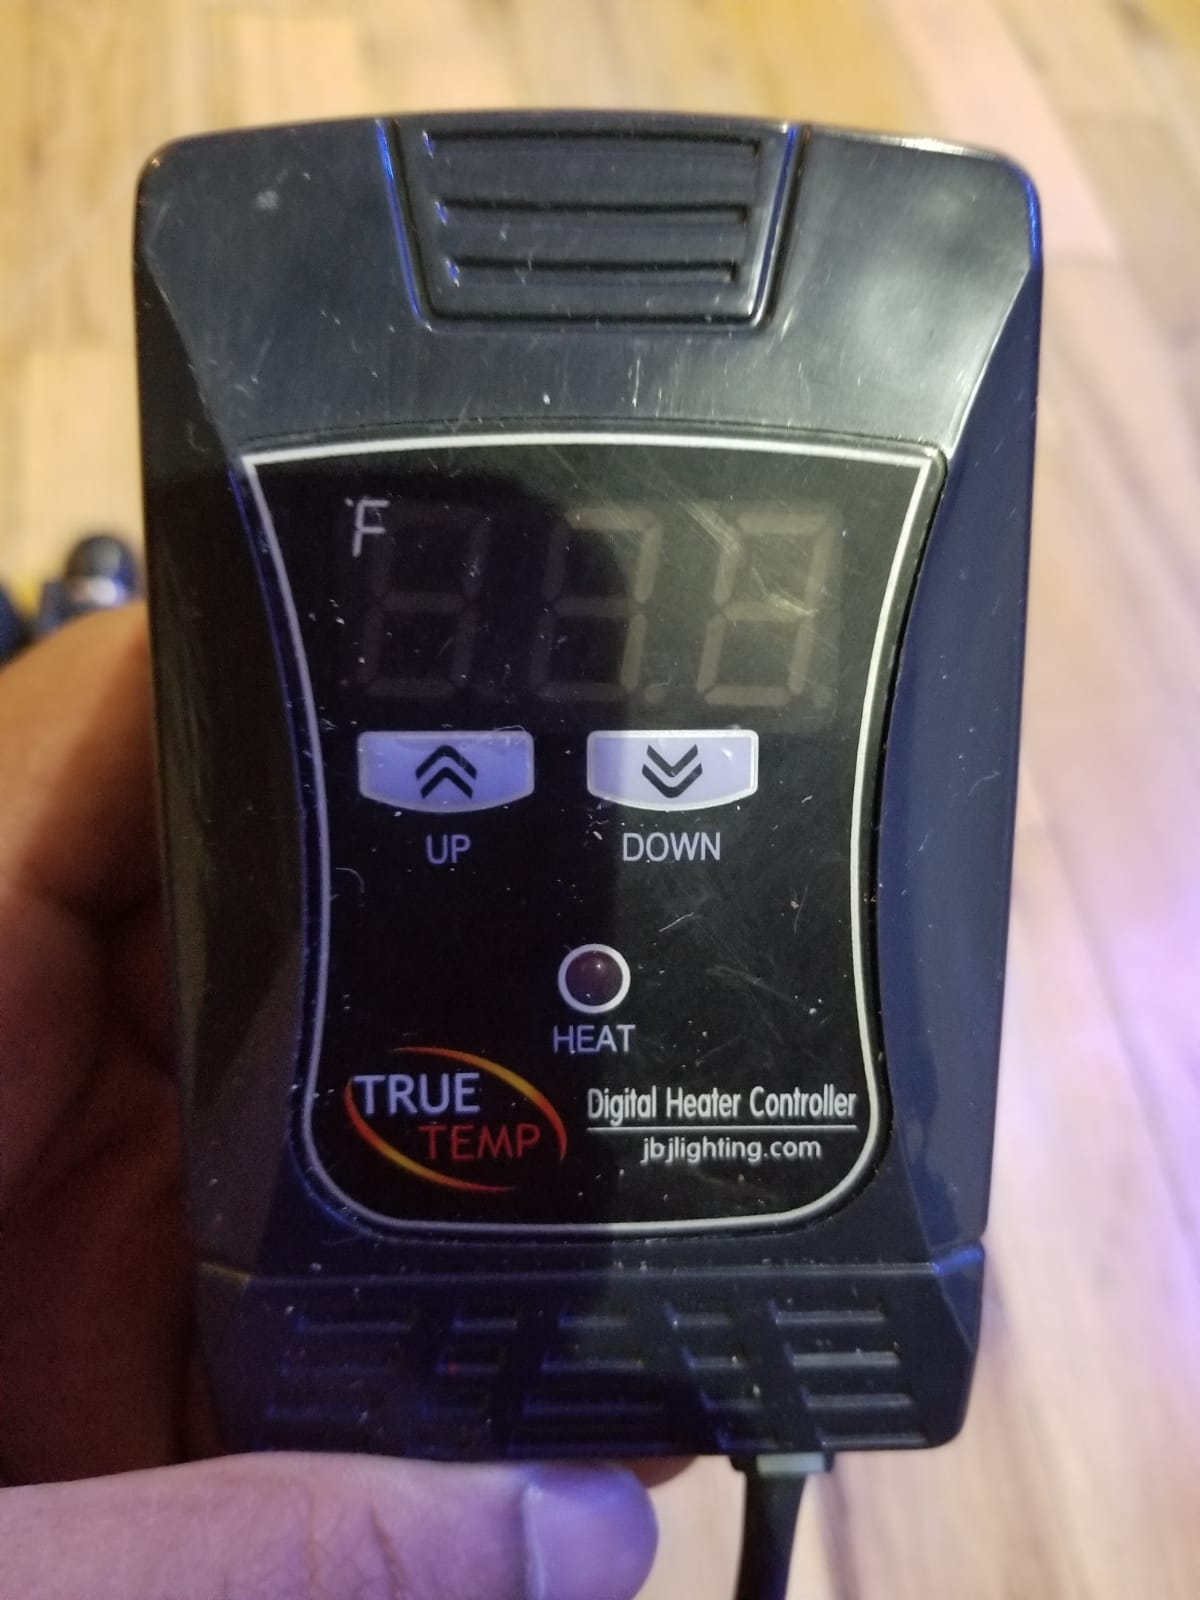 F
UP
DOWN
HEAT
TRUE
TEMP
Digital Heater Controller
jbjlighting.com